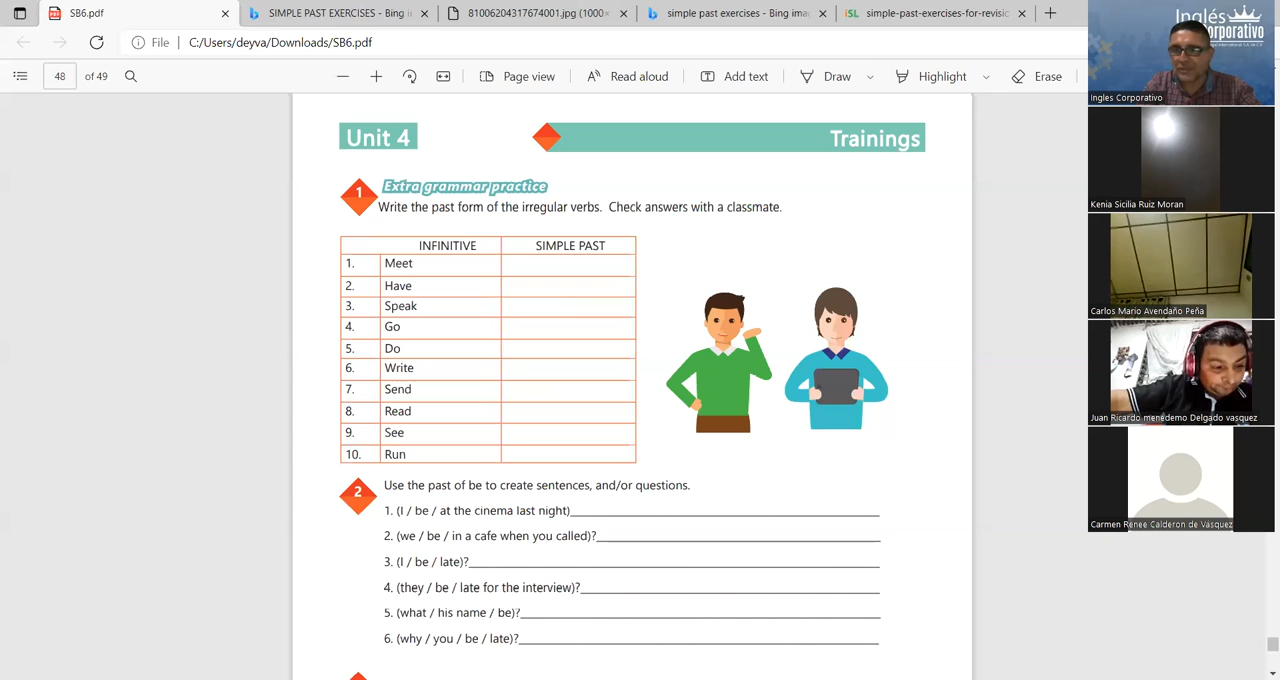 SB6.pdf
SIMPLE PAST EXERCISES - Bing i
81006204317674001.jpg (1000×
simple past exercises - Bing ima
iSL simple-past-exercises-for-revisic
File C:/Users/deyva/Downloads/SB6.pdf
48 of 49
Page view
Read aloud
Add text
Draw
Highlight
Erase
Unit 4
Trainings
1 Extra grammar practice
Write the past form of the irregular verbs. Check answers with a classmate.
INFINITIVE SIMPLE PAST
1. Meet
2. Have
3. Speak
4. Go
5. Do
6. Write
7. Send
8. Read
9. See
10. Run
2 Use the past of be to create sentences, and/or questions.
1. (I / be / at the cinema last night)
2. (we / be / in a cafe when you called)?
3. (I / be / late)?
4. (they / be / late for the interview)?
5. (what / his name / be)?
6. (why / you / be / late)?
Inglés
Ingles Corporativo
Kenia Sicilia Ruiz Moran
Carlos Mario Avendaño Peña
Juan Ricardo menedemo Delgado vasquez
Carmen Renee Calderon de Vásquez